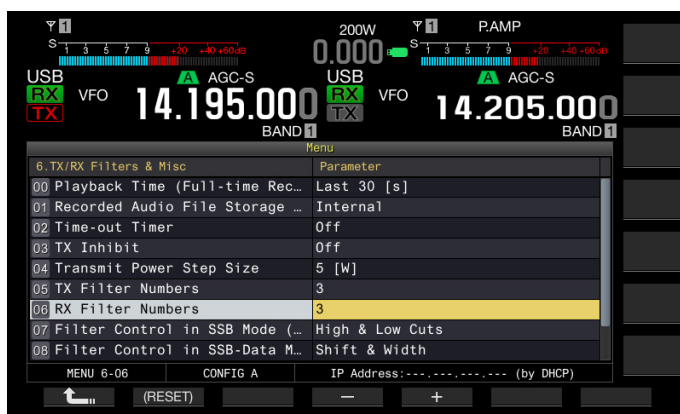 1 200W 1 P.AMP
S 1 3 5 7 9 +20 +40 +60dB 0.000 S 1 3 5 7 9 +20 +40 +60dB
USB A AGC-S USB A AGC-S
RX VFO 14.195.000 RX VFO 14.205.000
TX TX
BAND 1 BAND 1
Menu
6.TX/RX Filters & Misc Parameter
00 Playback Time (Full-time Rec… Last 30 [s]
01 Recorded Audio File Storage … Internal
02 Time-out Timer Off
03 TX Inhibit Off
04 Transmit Power Step Size 5 [W]
05 TX Filter Numbers 3
06 RX Filter Numbers 3
07 Filter Control in SSB Mode (… High & Low Cuts
08 Filter Control in SSB-Data M… Shift & Width
MENU 6-06 CONFIG A IP Address:---.---.---.--- (by DHCP)
(RESET) − +